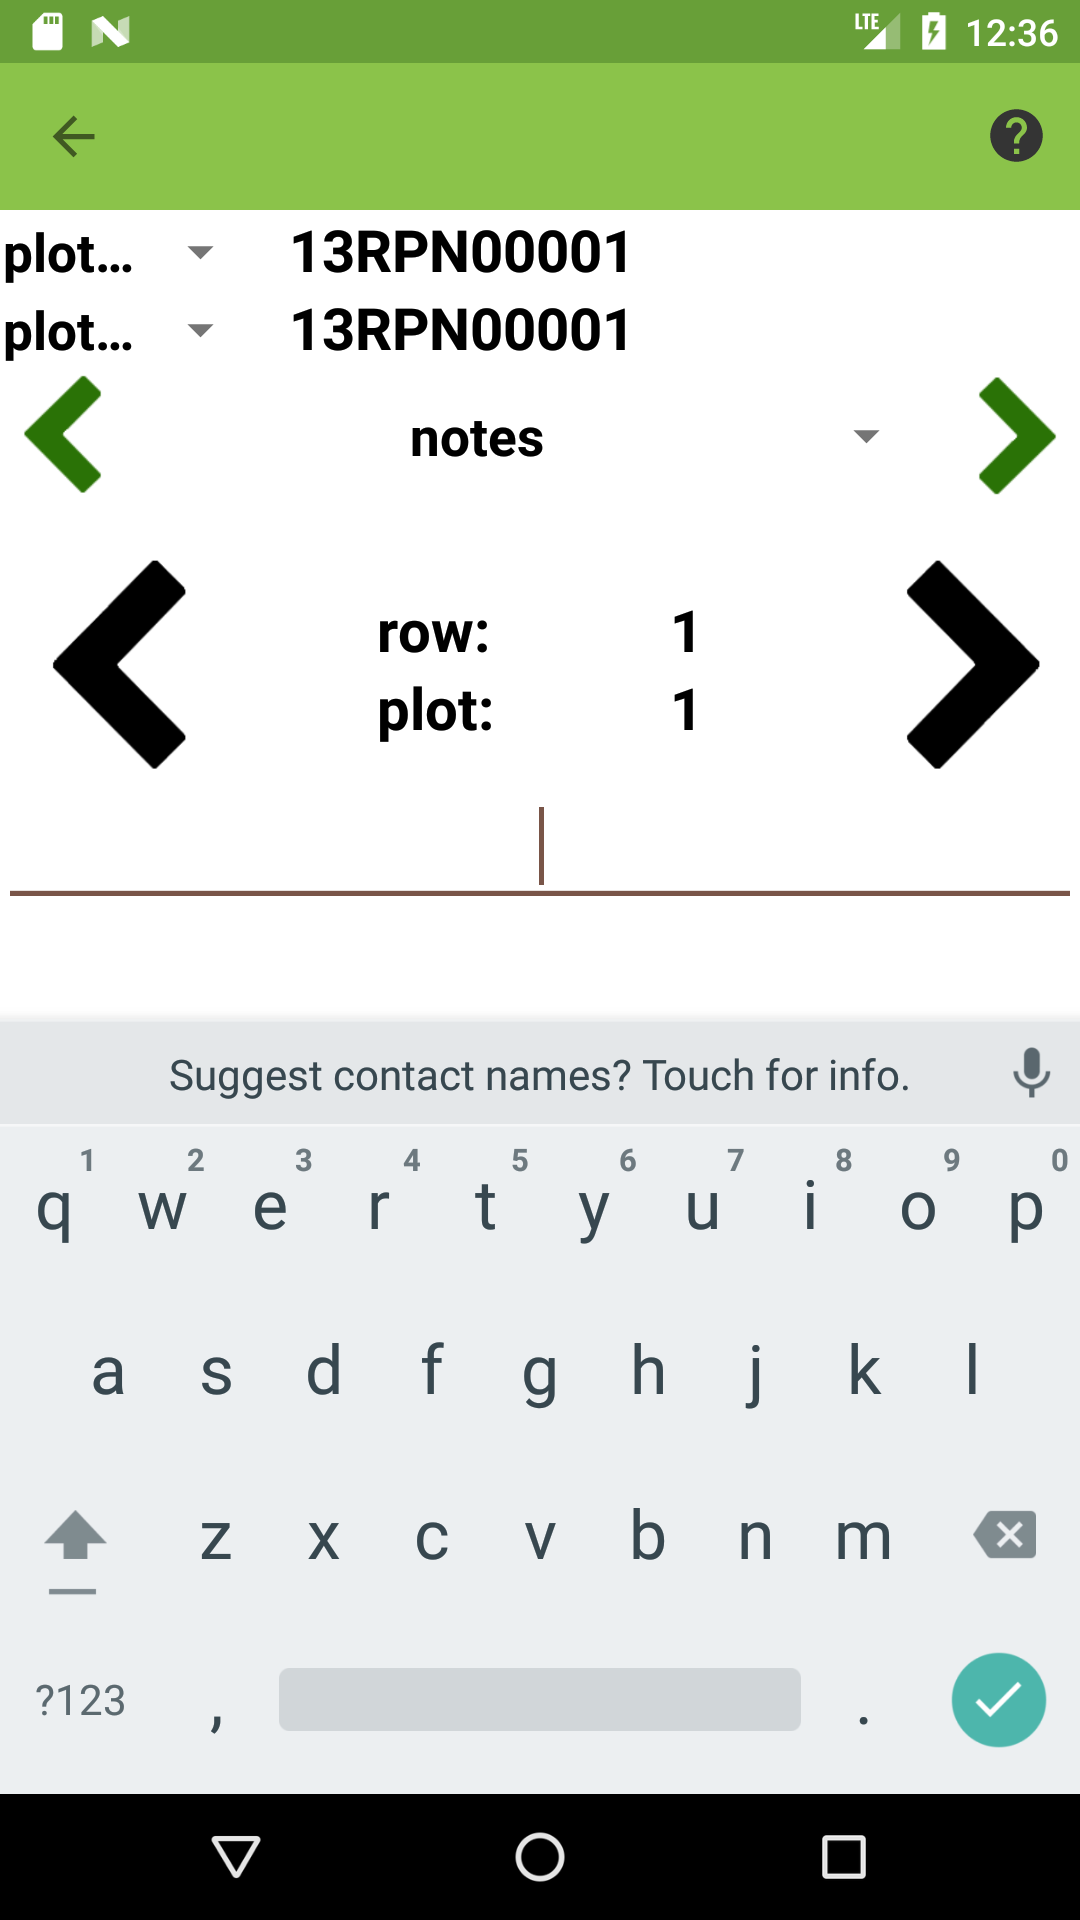 LTE 12:36
plot... 13RPN00001
plot... 13RPN00001
notes
row: 1
plot: 1
Suggest contact names? Touch for info.
1 2 3 4 5 6 7 8 9 0
q w e r t y u i o p
a s d f g h j k l
z x c v b n m
?123 , .